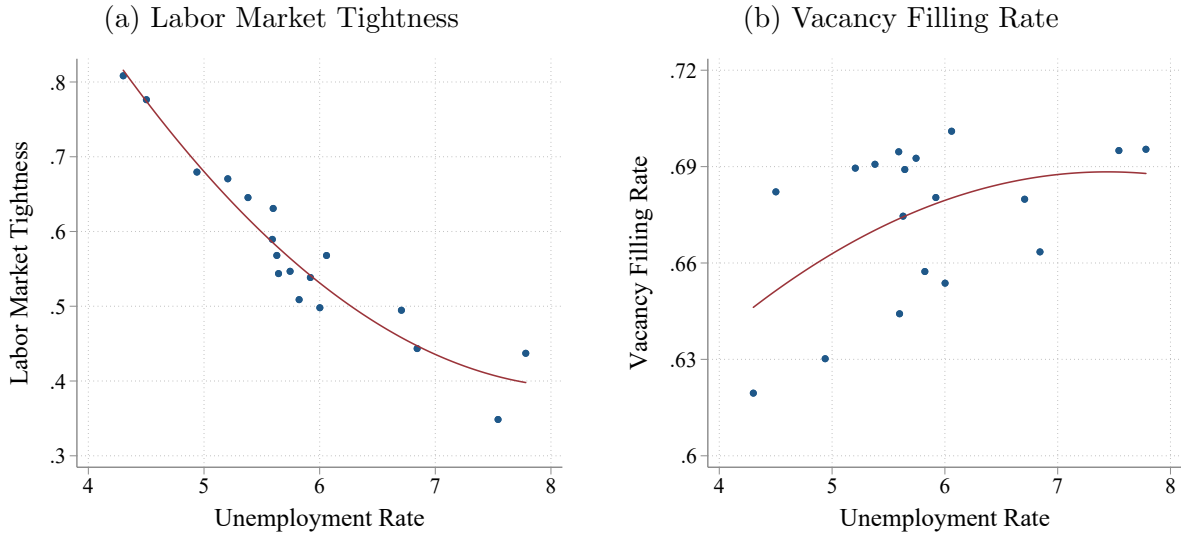 (a) Labor Market Tightness
Labor Market Tightness
.8
.7
.6
.5
.4
.3
4 5 6 7 8
Unemployment Rate
(b) Vacancy Filling Rate
Vacancy Filling Rate
.72
.69
.66
.63
.6
4 5 6 7 8
Unemployment Rate